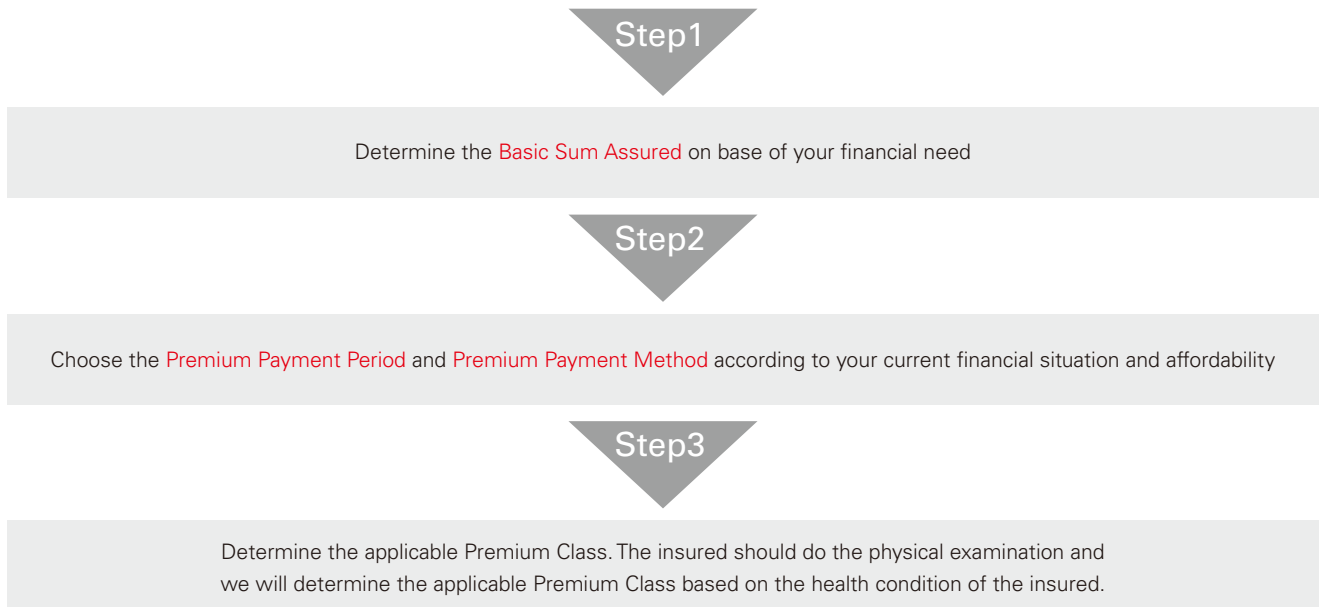 Step1
Determine the Basic Sum Assured on base of your financial need
Step2
Choose the Premium Payment Period and Premium Payment Method according to your current financial situation and affordability
Step3
Determine the applicable Premium Class. The insured should do the physical examination and
we will determine the applicable Premium Class based on the health condition of the insured.